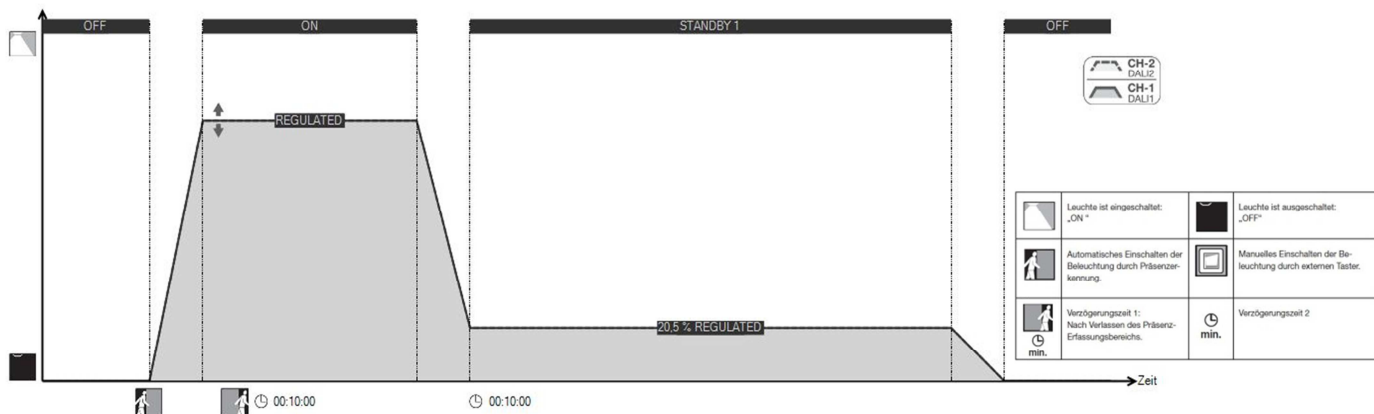 OFF
ON
STANDBY 1
OFF
CH-2
DALI2
CH-1
DALI1
REGULATED
20,5 % REGULATED
Leuchte ist eingeschaltet:
„ON “
Leuchte ist ausgeschaltet:
„OFF“
Automatisches Einschalten der
Beleuchtung durch Präsenzer-
kennung.
Manuelles Einschalten der Be-
leuchtung durch externen Taster.
min.
Verzögerungszeit 1:
Nach Verlassen des Präsenz-
Erfassungsbereichs.
min.
Verzögerungszeit 2
Zeit
00:10:00
00:10:00